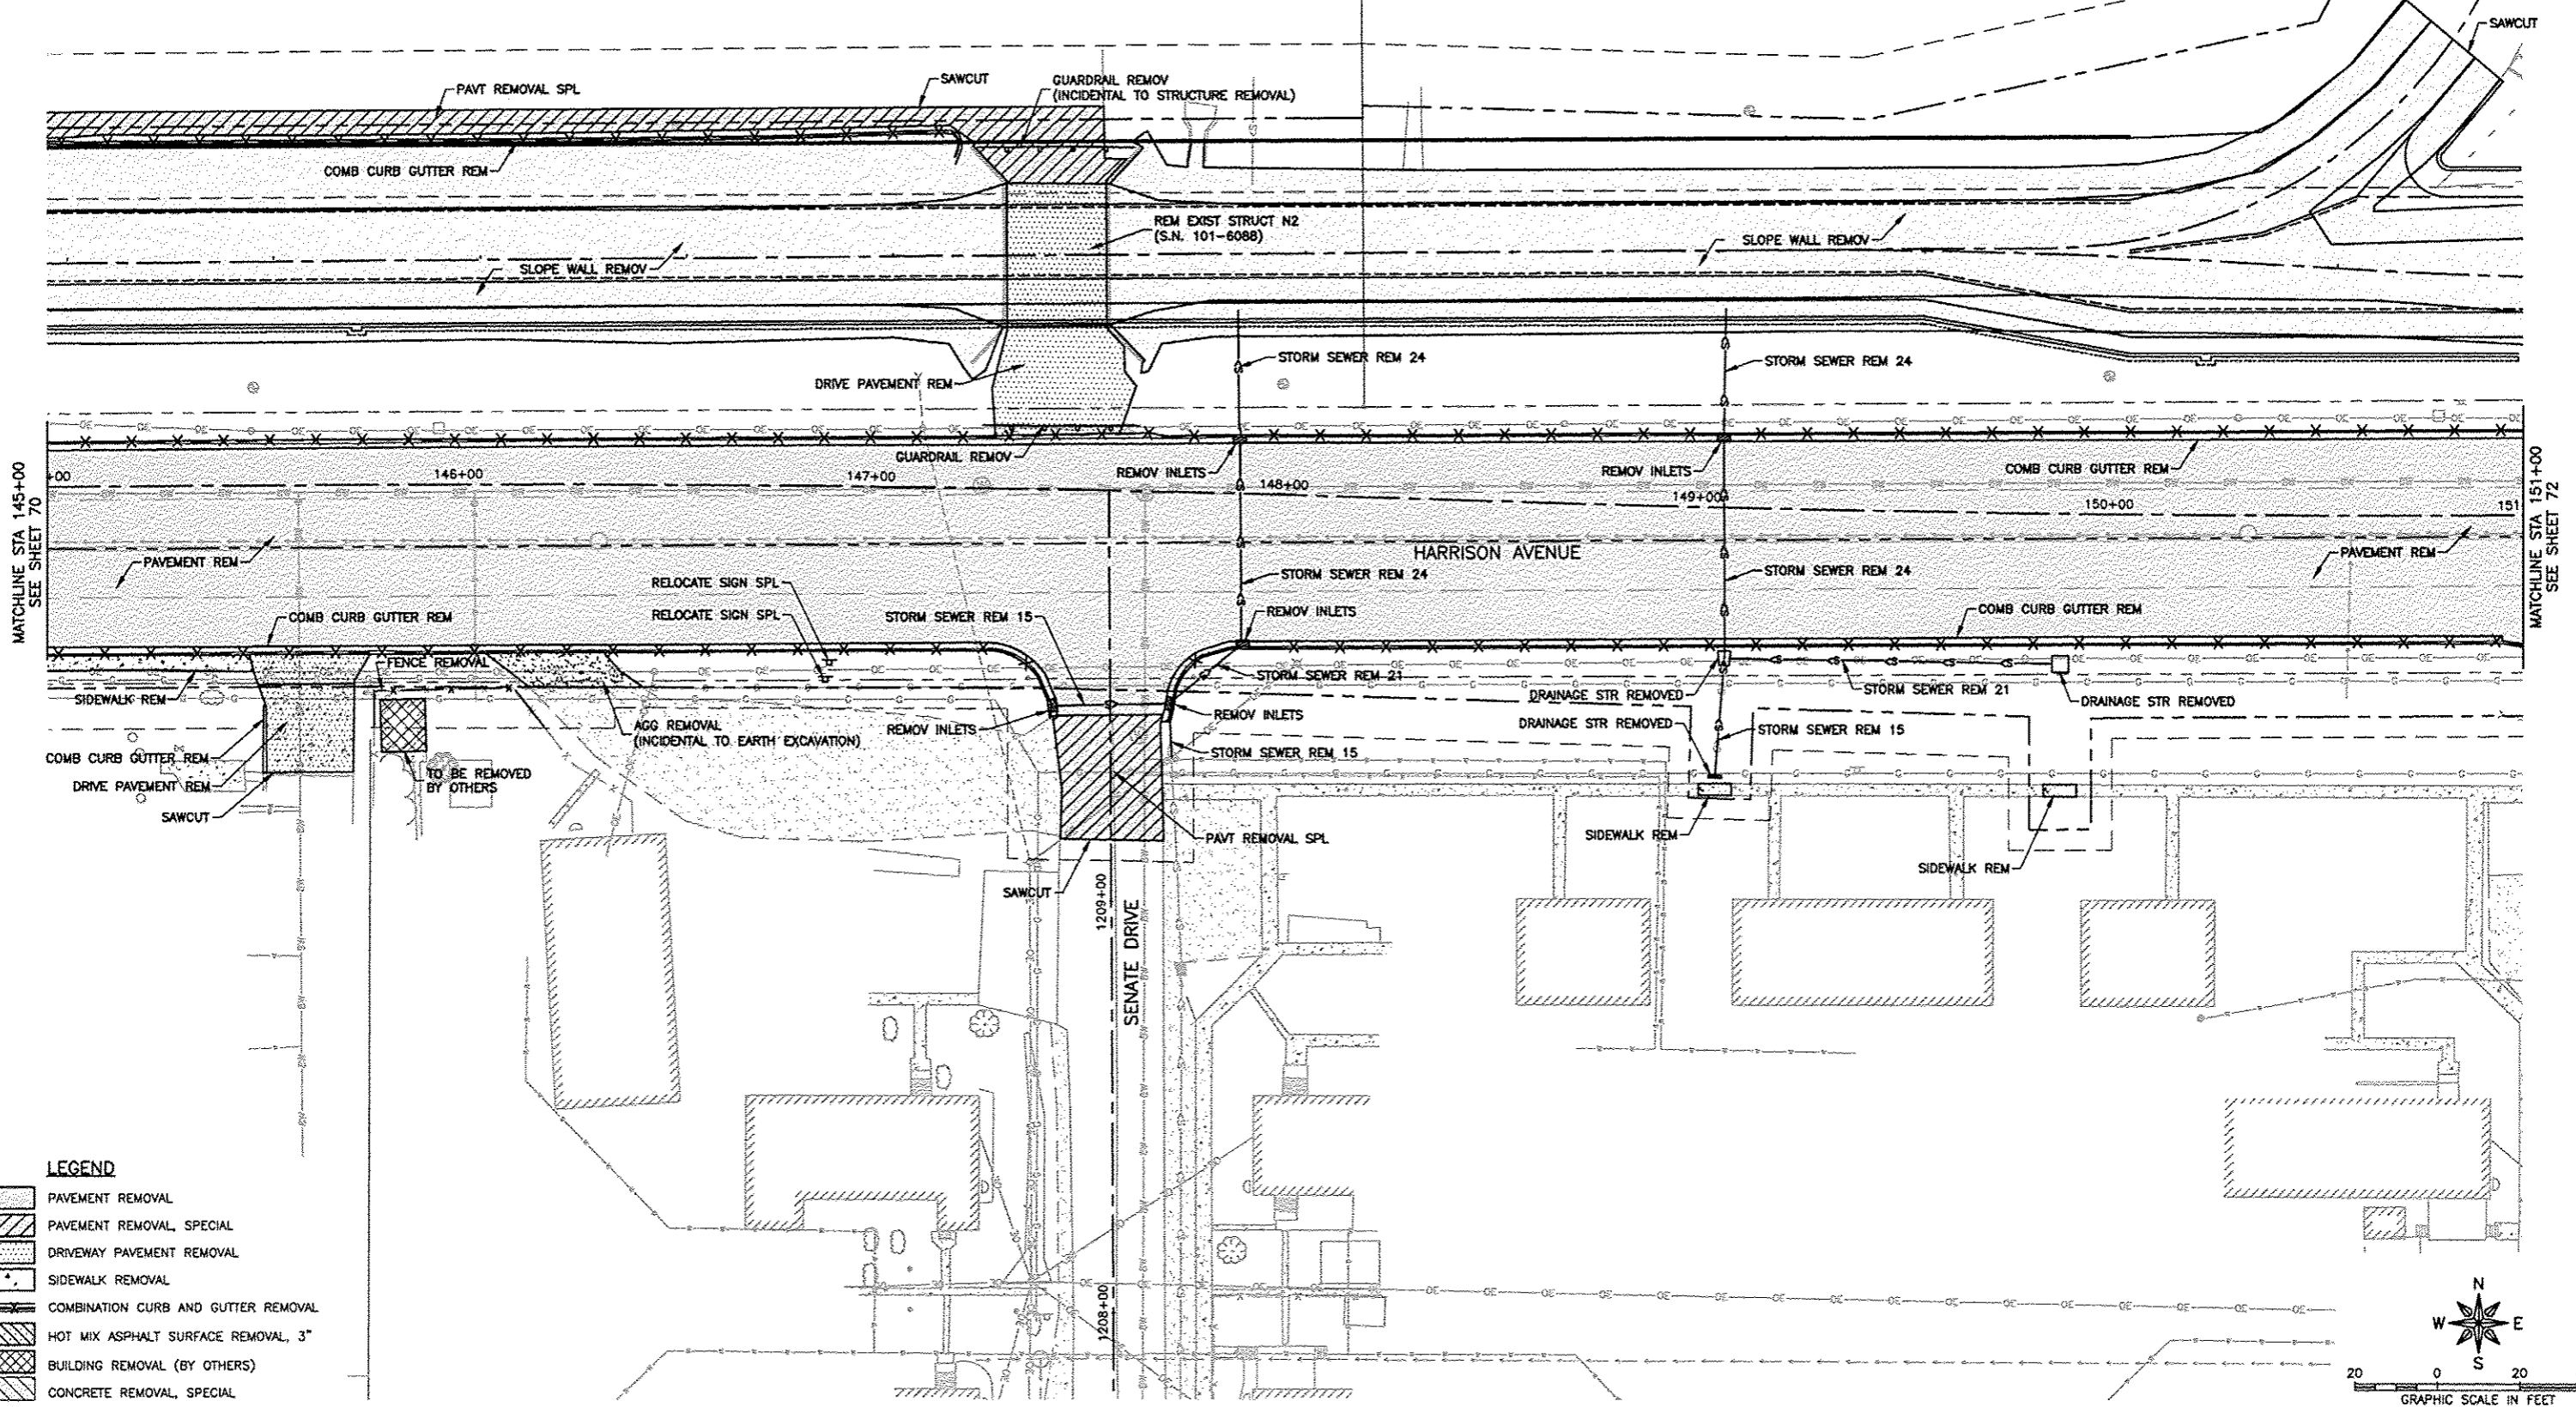 SAWCUT
PAVT REMOVAL SPL
SAWCUT
GUARDRAIL REMOV
(INCIDENTAL TO STRUCTURE REMOVAL)
COMB CURB GUTTER REM
REM EXIST STRUCT N2
(S.N. 101-6088)
SLOPE WALL REMOV
SLOPE WALL REMOV
STORM SEWER REM 24
STORM SEWER REM 24
DRIVE PAVEMENT REM
GUARDRAIL REMOV
REMOV INLETS
REMOV INLETS
COMB CURB GUTTER REM
MATCHLINE STA 145+00
SEE SHEET 70
+00
146+00
147+00
148+00
149+00
150+00
151
MATCHLINE STA 151+00
SEE SHEET 72
HARRISON AVENUE
PAVEMENT REM
PAVEMENT REM
RELOCATE SIGN SPL
STORM SEWER REM 24
STORM SEWER REM 24
COMB CURB GUTTER REM
RELOCATE SIGN SPL
STORM SEWER REM 15
REMOV INLETS
COMB CURB GUTTER REM
FENCE REMOVAL
SIDEWALK REM
STORM SEWER REM 21
DRAINAGE STR REMOVED
STORM SEWER REM 21
DRAINAGE STR REMOVED
AGG REMOVAL
(INCIDENTAL TO EARTH EXCAVATION)
REMOV INLETS
REMOV INLETS
DRAINAGE STR REMOVED
STORM SEWER REM 15
STORM SEWER REM 15
COMB CURB GUTTER REM
DRIVE PAVEMENT REM
TO BE REMOVED
BY OTHERS
SAWCUT
PAVT REMOVAL SPL
SIDEWALK REM
SIDEWALK REM
SAWCUT
1209+00
SENATE DRIVE
1208+00
LEGEND
PAVEMENT REMOVAL
PAVEMENT REMOVAL, SPECIAL
DRIVEWAY PAVEMENT REMOVAL
SIDEWALK REMOVAL
COMBINATION CURB AND GUTTER REMOVAL
HOT MIX ASPHALT SURFACE REMOVAL, 3"
BUILDING REMOVAL (BY OTHERS)
CONCRETE REMOVAL, SPECIAL
N
W E
S
20 0 20
GRAPHIC SCALE IN FEET